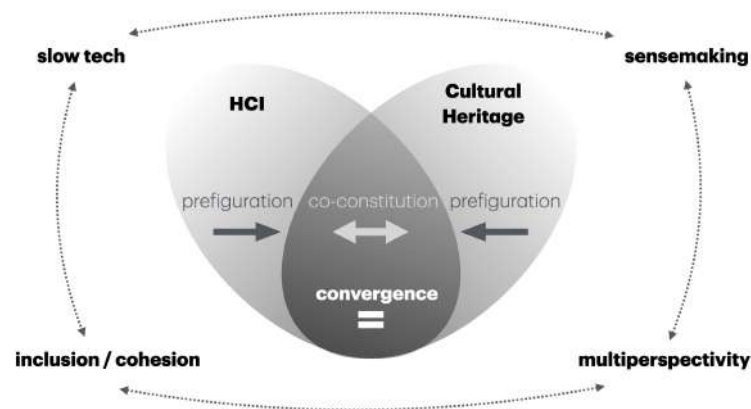 slow tech
sensemaking
HCI
Cultural
Heritage
prefiguration
co-constitution
prefiguration
convergence
=
inclusion / cohesion
multiperspectivity